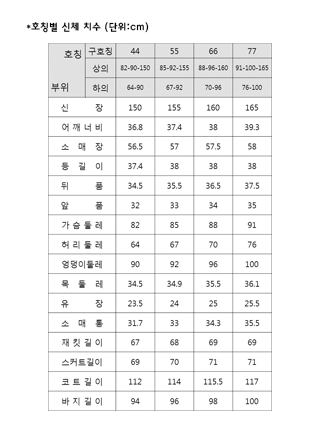 *호칭별 신체 치수 (단위:cm)
호칭 구호칭 44 55 66 77
상의 82-90-150 85-92-155 88-96-160 91-100-165
부위 하의 64-90 67-92 70-96 76-100
신 장 150 155 160 165
어깨너비 36.8 37.4 38 39.3
소 매 장 56.5 57 57.5 58
등 길 이 37.4 38 38 38
뒤 품 34.5 35.5 36.5 37.5
앞 품 32 33 34 35
가슴둘레 82 85 88 91
허리둘레 64 67 70 76
엉덩이둘레 90 92 96 100
목 둘 레 34.5 34.9 35.5 36.1
유 장 23.5 24 25 25.5
소 매 통 31.7 33 34.3 35.5
재킷길이 67 68 69 69
스커트길이 69 70 71 71
코트길이 112 114 115.5 117
바지길이 94 96 98 100